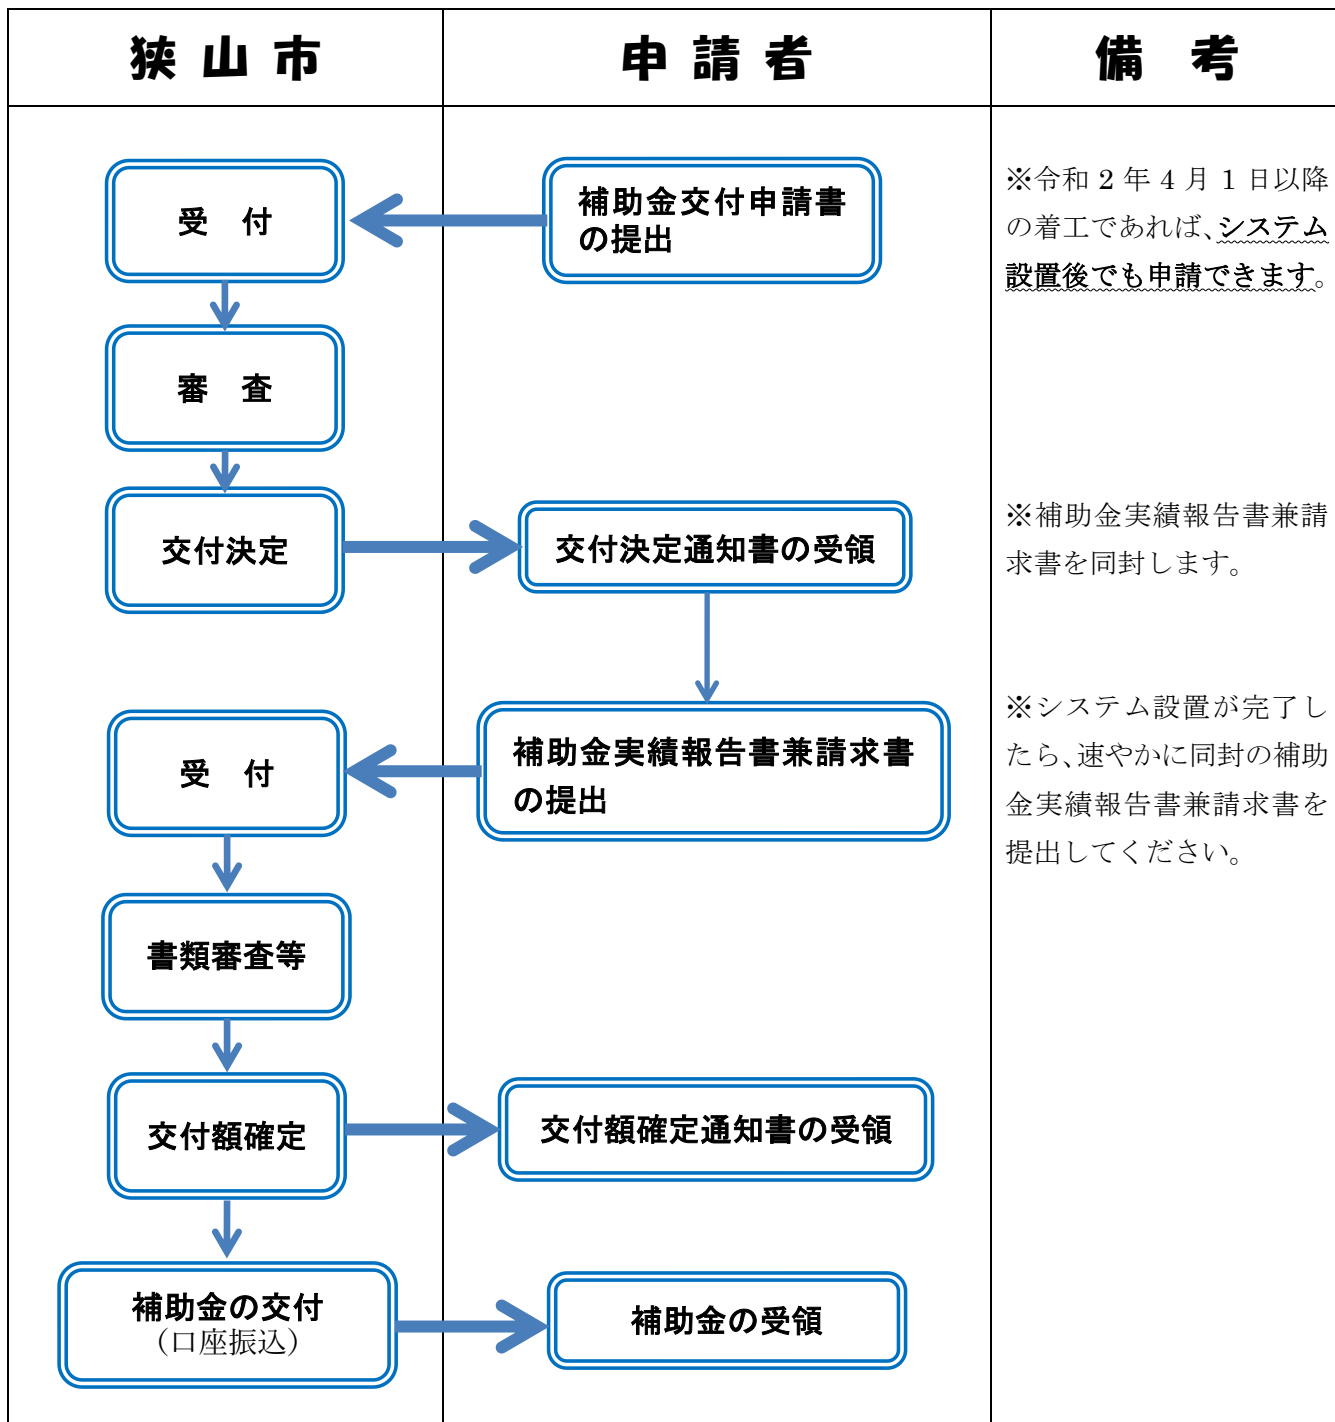 狭山市
申請者
備考
受 付
補助金交付申請書
の提出
※令和 2 年 4 月 1 日以降
の着工であれば、システム
設置後でも申請できます。
審 査
交付決定
交付決定通知書の受領
※補助金実績報告書兼請
求書を同封します。
受 付
補助金実績報告書兼請求書
の提出
※システム設置が完了し
たら、速やかに同封の補助
金実績報告書兼請求書を
提出してください。
書類審査等
交付額確定
交付額確定通知書の受領
補助金の交付
（口座振込）
補助金の受領